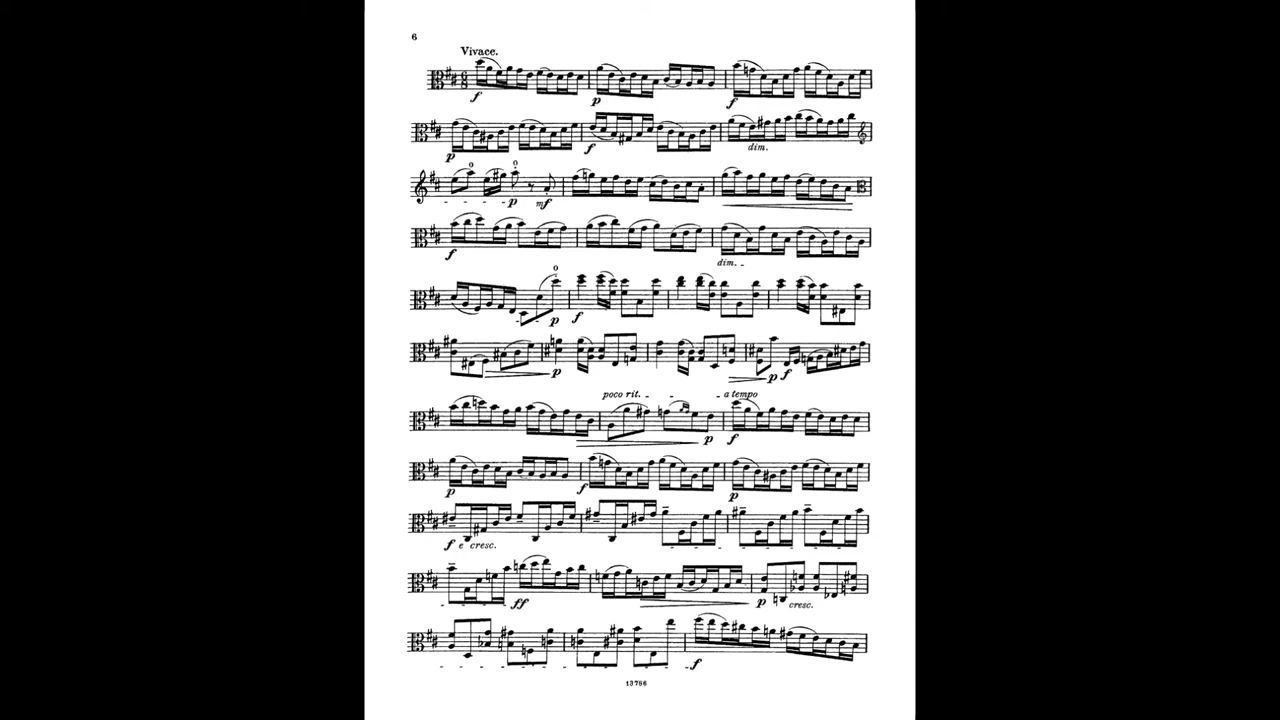 6
Vivace.
f p f
p f dim.
p mf
f dim.
p f
p p f
poco rit. a tempo
p f
p f p
f e cresc.
ff p cresc.
f
13786